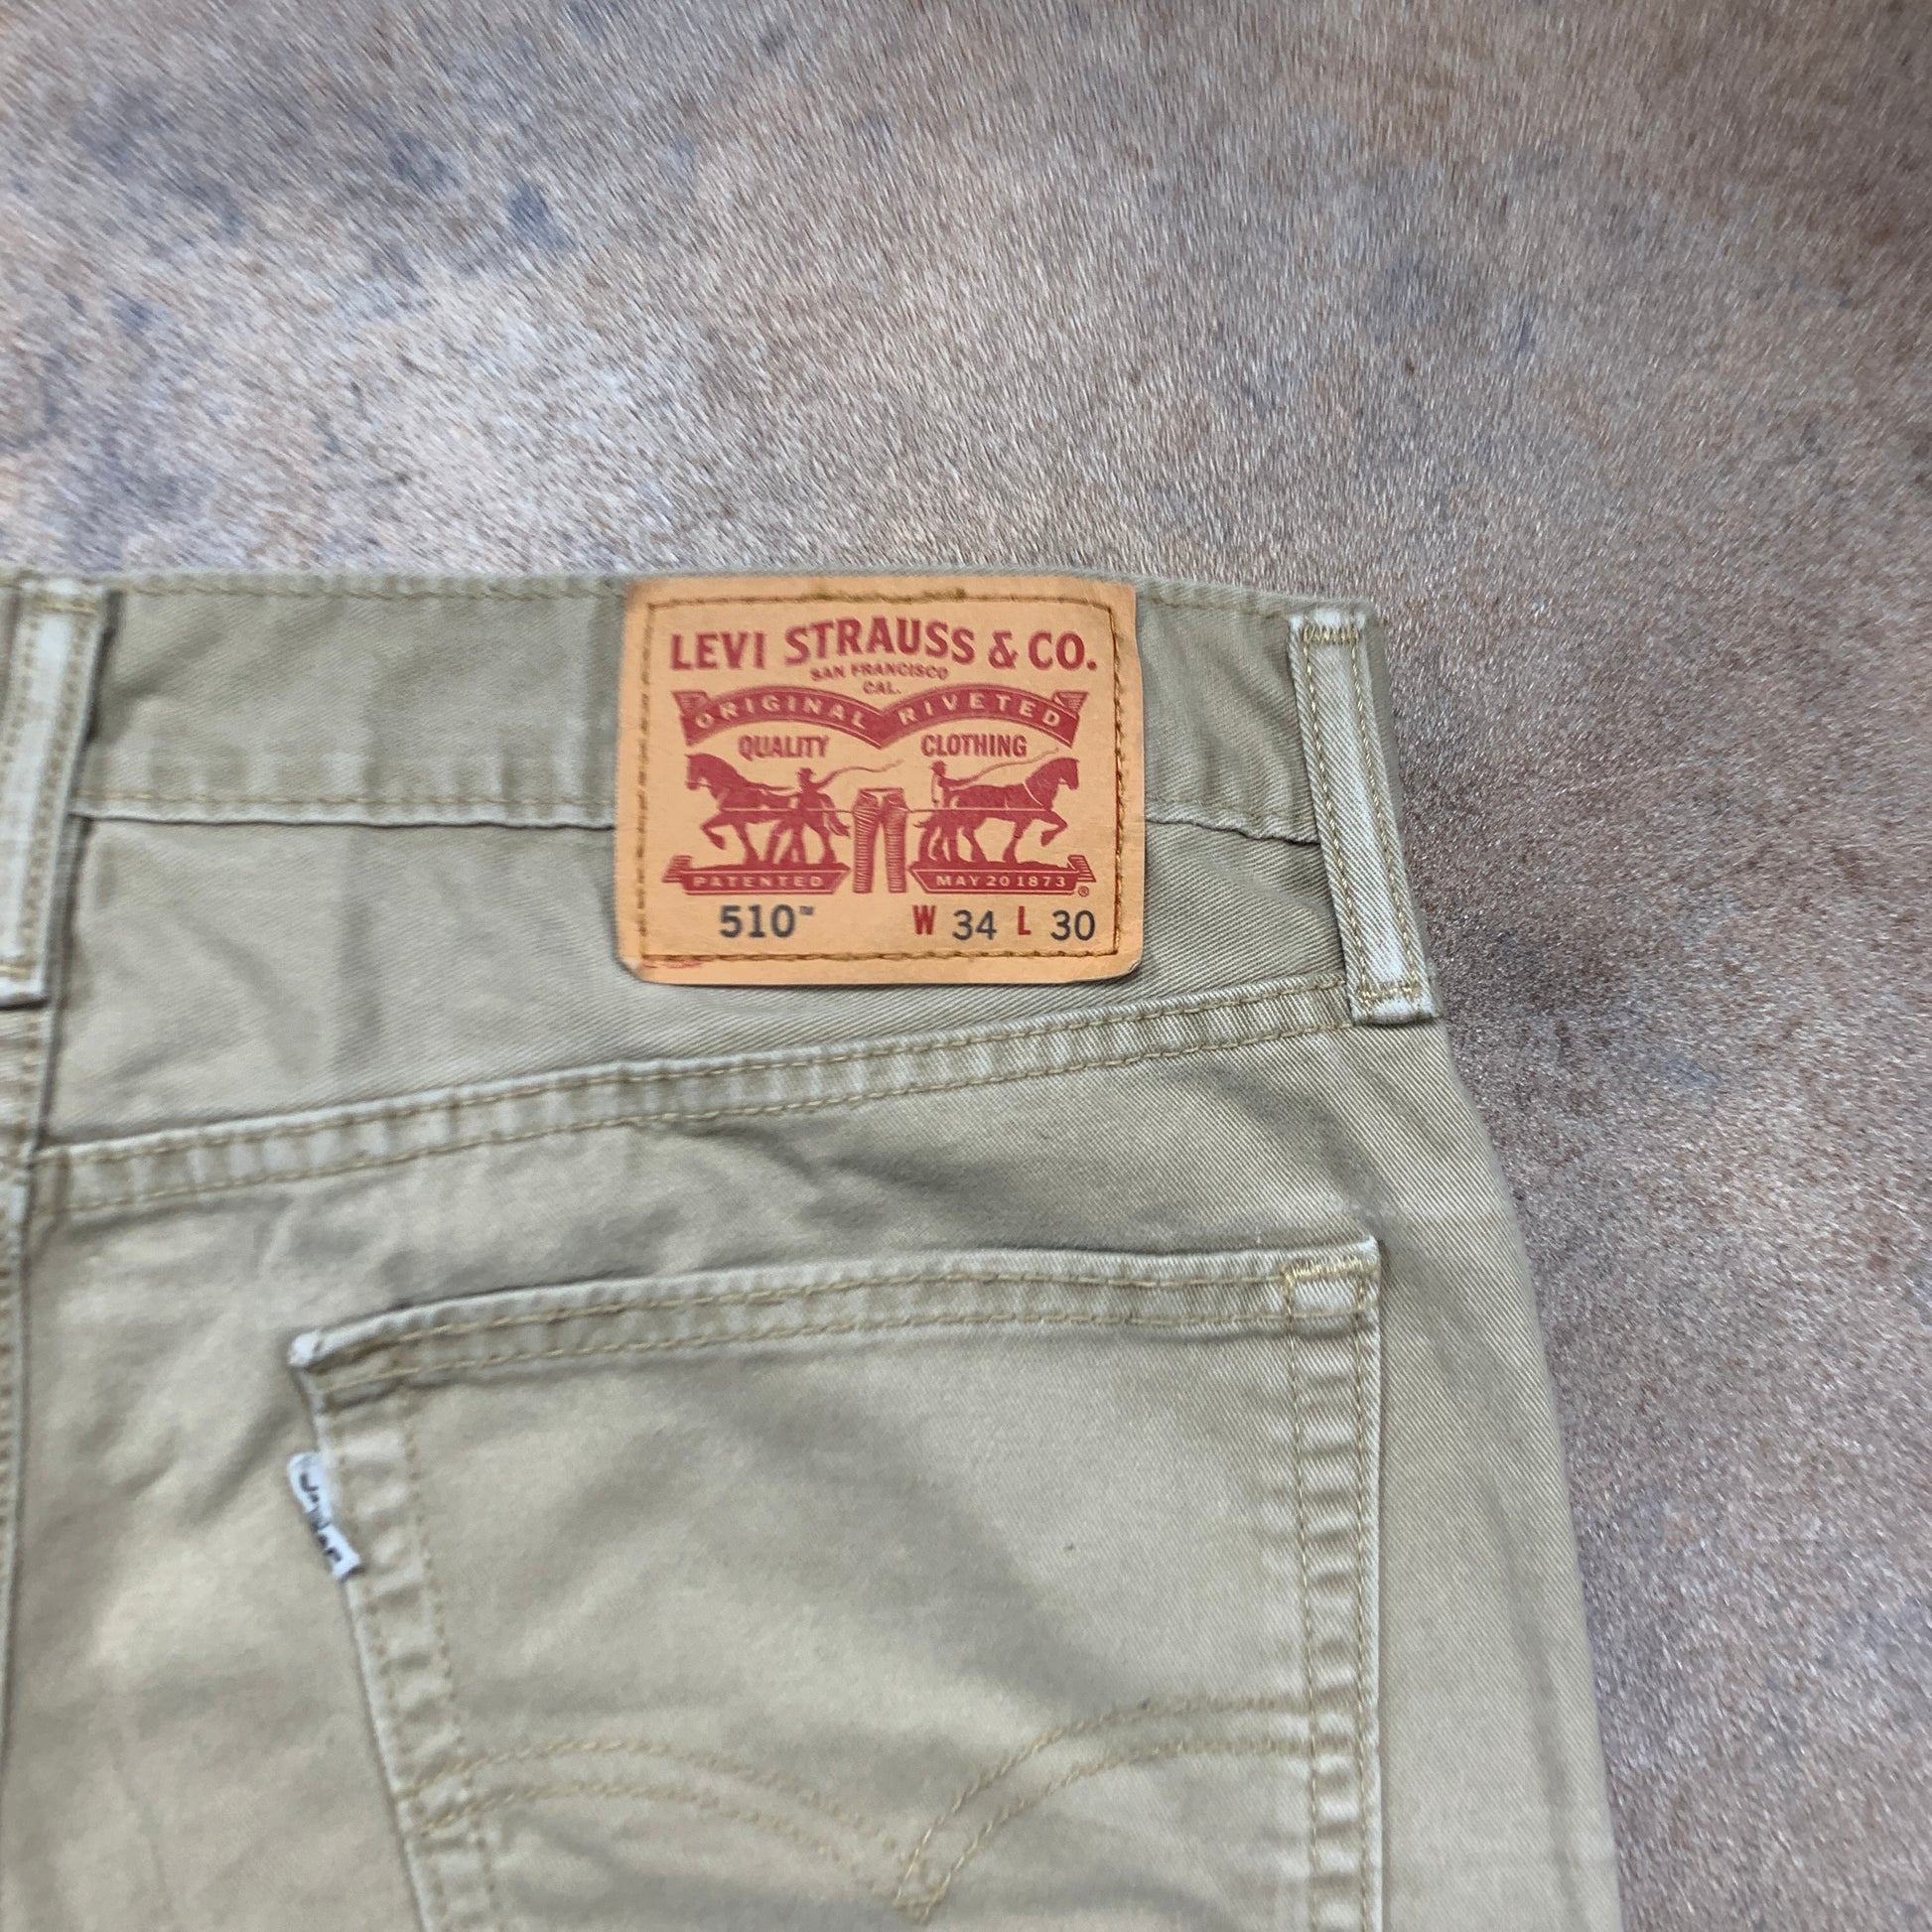 LEVI STRAUSS & CO.
SAN FRANCISCO
CAL.
ORIGINAL RIVETED
QUALITY CLOTHING
PATENTED MAY 20 1873 ®
510™ W 34 L 30